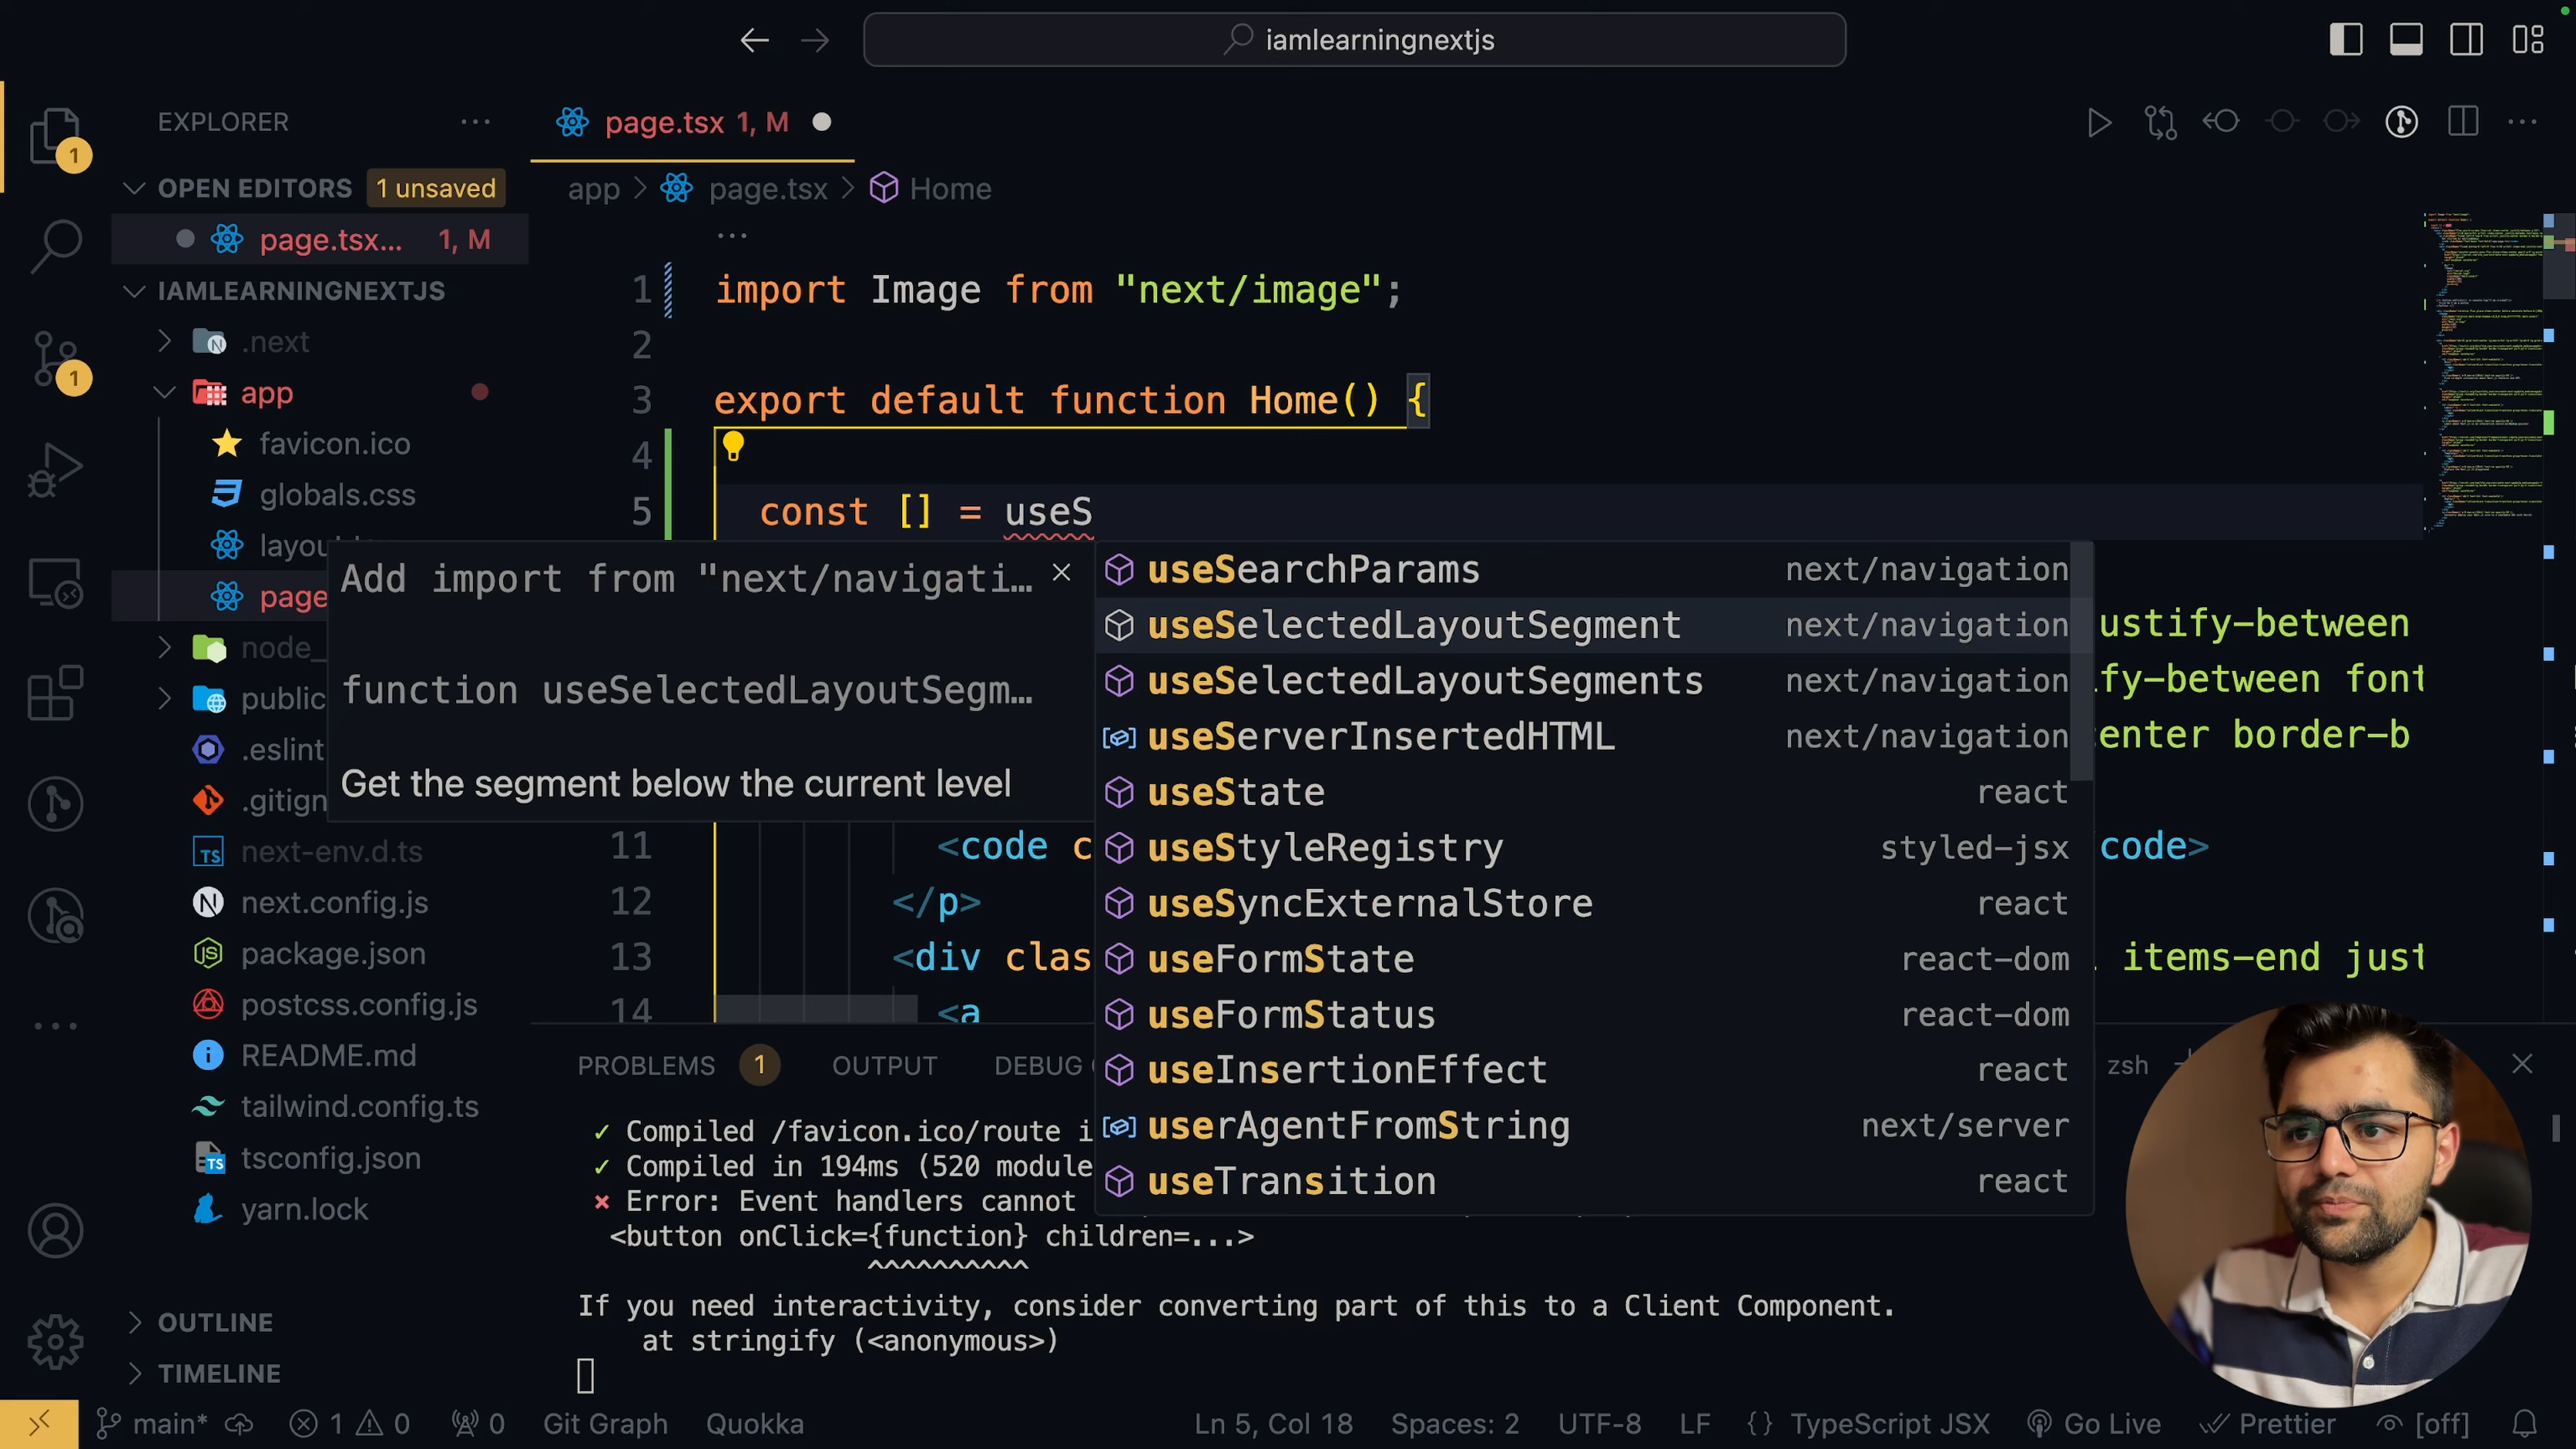 iamlearningnextjs
EXPLORER
page.tsx 1, M
1
OPEN EDITORS 1 unsaved
app page.tsx Home
page.tsx... 1, M
IAMLEARNINGNEXTJS
1 import Image from "next/image";
.next
2
1
app
3 export default function Home() {
favicon.ico
4
globals.css
5 const [] = useS
layou
Add import from "next/navigati…
useSearchParams next/navigation
page
useSelectedLayoutSegment next/navigation
ustify-between
node_
function useSelectedLayoutSegm…
useSelectedLayoutSegments next/navigation
fy-between font
public
useServerInsertedHTML next/navigation
enter border-b
.eslint
Get the segment below the current level
useState react
.gitign
11 <code c
useStyleRegistry styled-jsx
code>
next-env.d.ts
12 </p>
useSyncExternalStore react
next.config.js
13 <div clas
useFormState react-dom
items-end just
package.json
14 <a
useFormStatus react-dom
postcss.config.js
PROBLEMS 1 OUTPUT DEBUG
useInsertionEffect react
zsh
README.md
✓ Compiled /favicon.ico/route i
userAgentFromString next/server
tailwind.config.ts
✓ Compiled in 194ms (520 module
useTransition react
tsconfig.json
× Error: Event handlers cannot
yarn.lock
<button onClick={function} children=...>
^^^^^^^^^^
If you need interactivity, consider converting part of this to a Client Component.
OUTLINE
at stringify (<anonymous>)
TIMELINE
main* 1 0 0 Git Graph Quokka Ln 5, Col 18 Spaces: 2 UTF-8 LF {} TypeScript JSX Go Live Prettier [off]